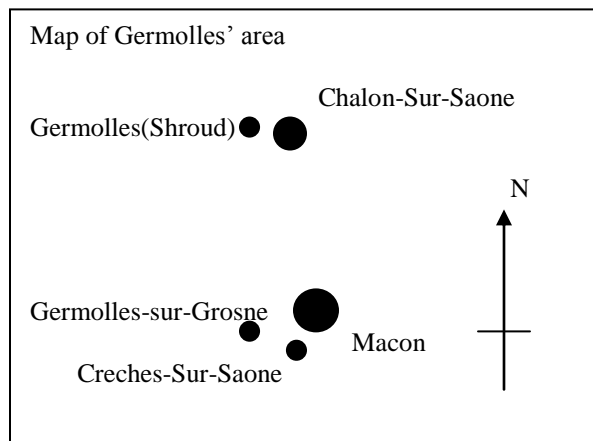 Map of Germolles’ area
Chalon-Sur-Saone
Germolles(Shroud)
N
Germolles-sur-Grosne
Macon
Creches-Sur-Saone